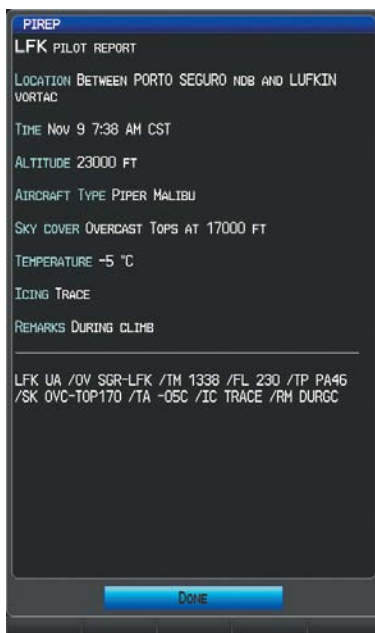 PIREP
LFK PILOT REPORT
LOCATION BETWEEN PORTO SEGURO NDB AND LUFKIN
VORTAC
TIME NOV 9 7:38 AM CST
ALTITUDE 23000 FT
AIRCRAFT TYPE PIPER MALIBU
SKY COVER OVERCAST TOPS AT 17000 FT
TEMPERATURE -5 °C
ICING TRACE
REMARKS DURING CLIMB
LFK UA /OV SGR-LFK /TM 1338 /FL 230 /TP PA46
/SK OVC-TOP170 /TA -05C /IC TRACE /RM DURGC
DONE